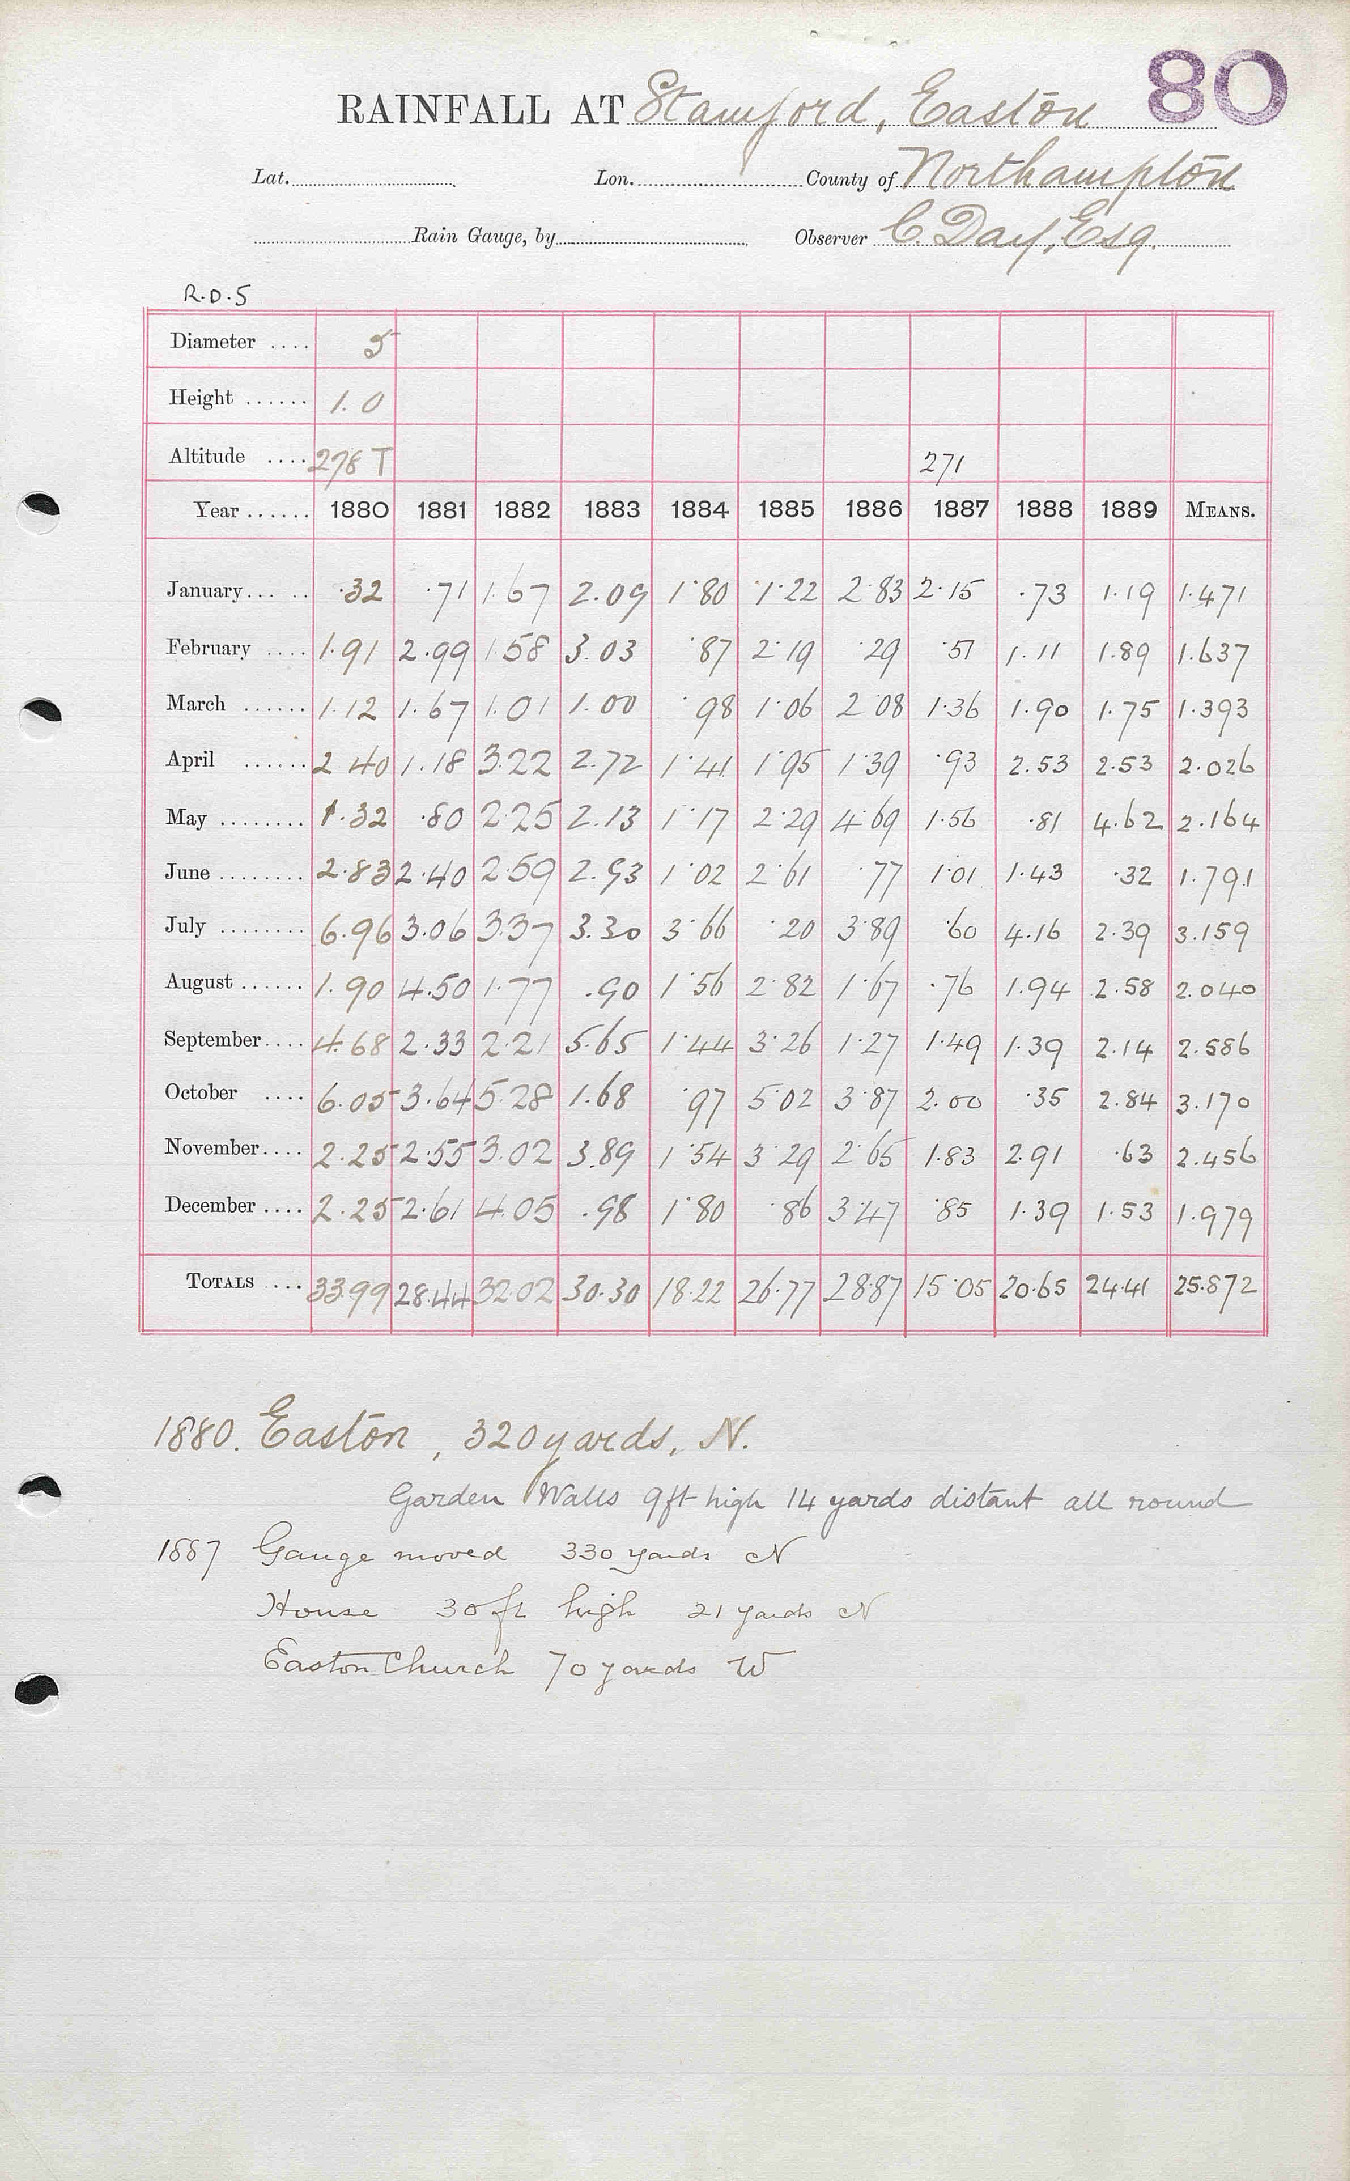 80
RAINFALL AT Stamford, Easton
Lat. Lon. County of Northampton
Rain Gauge, by Observer C. Day, Esq.
R.D.5
Diameter .... 5
Height ...... 1.0
Altitude .... 278 T 271
Year ...... 1880 1881 1882 1883 1884 1885 1886 1887 1888 1889 MEANS.
January... .. .32 .71 1.67 2.09 1.80 1.22 2.83 2.15 .73 1.19 1.471
February .... 1.91 2.99 1.58 3.03 .87 2.19 .29 .51 1.11 1.89 1.637
March ...... 1.12 1.67 1.01 1.00 .98 1.06 2.08 1.36 1.90 1.75 1.393
April ...... 2.40 1.18 3.22 2.72 1.41 1.95 1.39 .93 2.53 2.53 2.026
May ........ 1.32 .80 2.25 2.13 1.17 2.29 4.69 1.56 .81 4.62 2.164
June ........ 2.83 2.40 2.59 2.93 1.02 2.61 .77 1.01 1.43 .32 1.791
July ........ 6.96 3.06 3.37 3.30 3.66 .20 3.89 .60 4.16 2.39 3.159
August ...... 1.90 4.50 1.77 .90 1.56 2.82 1.67 .76 1.94 2.58 2.040
September.... 4.68 2.33 2.21 5.65 1.44 3.26 1.27 1.49 1.39 2.14 2.586
October .... 6.05 3.64 5.28 1.68 .97 5.02 3.87 2.00 .35 2.84 3.170
November.... 2.25 2.55 3.02 3.89 1.54 3.29 2.65 1.83 2.91 .63 2.456
December .... 2.25 2.61 4.05 .98 1.80 .86 3.47 .85 1.39 1.53 1.979
TOTALS ... 33.99 28.44 32.02 30.30 18.22 26.77 28.87 15.05 20.65 24.41 25.872
1880. Easton, 320 yards, N.
Garden Walls 9ft high 14 yards distant all round
1887 Gauge moved 330 yards N
House 30 ft high 21 yards N
Easton Church 70 yards W